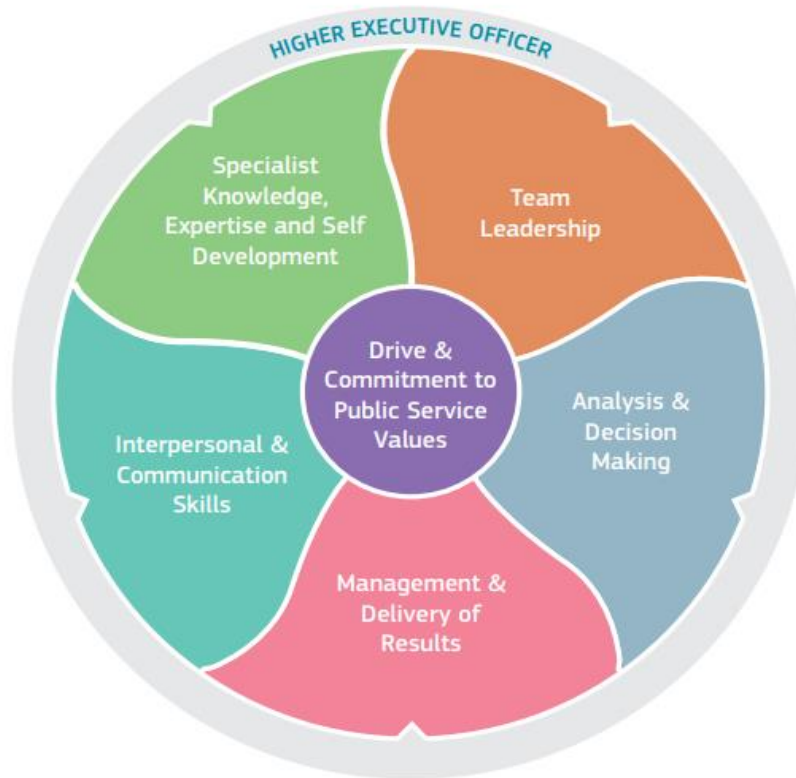 HIGHER EXECUTIVE OFFICER
Specialist
Knowledge,
Expertise and Self
Development
Team
Leadership
Drive &
Commitment to
Public Service
Values
Analysis &
Decision
Making
Interpersonal &
Communication
Skills
Management &
Delivery of
Results